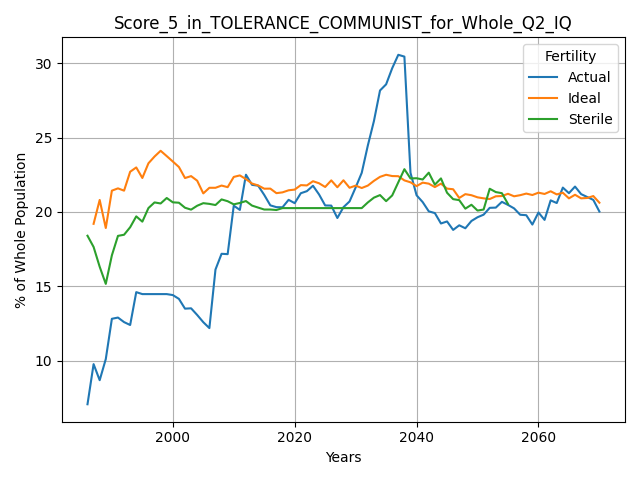 Score_5_in_TOLERANCE_COMMUNIST_for_Whole_Q2_IQ
Fertility
Actual
Ideal
Sterile
% of Whole Population
30
25
20
15
10
2000 2020 2040 2060
Years